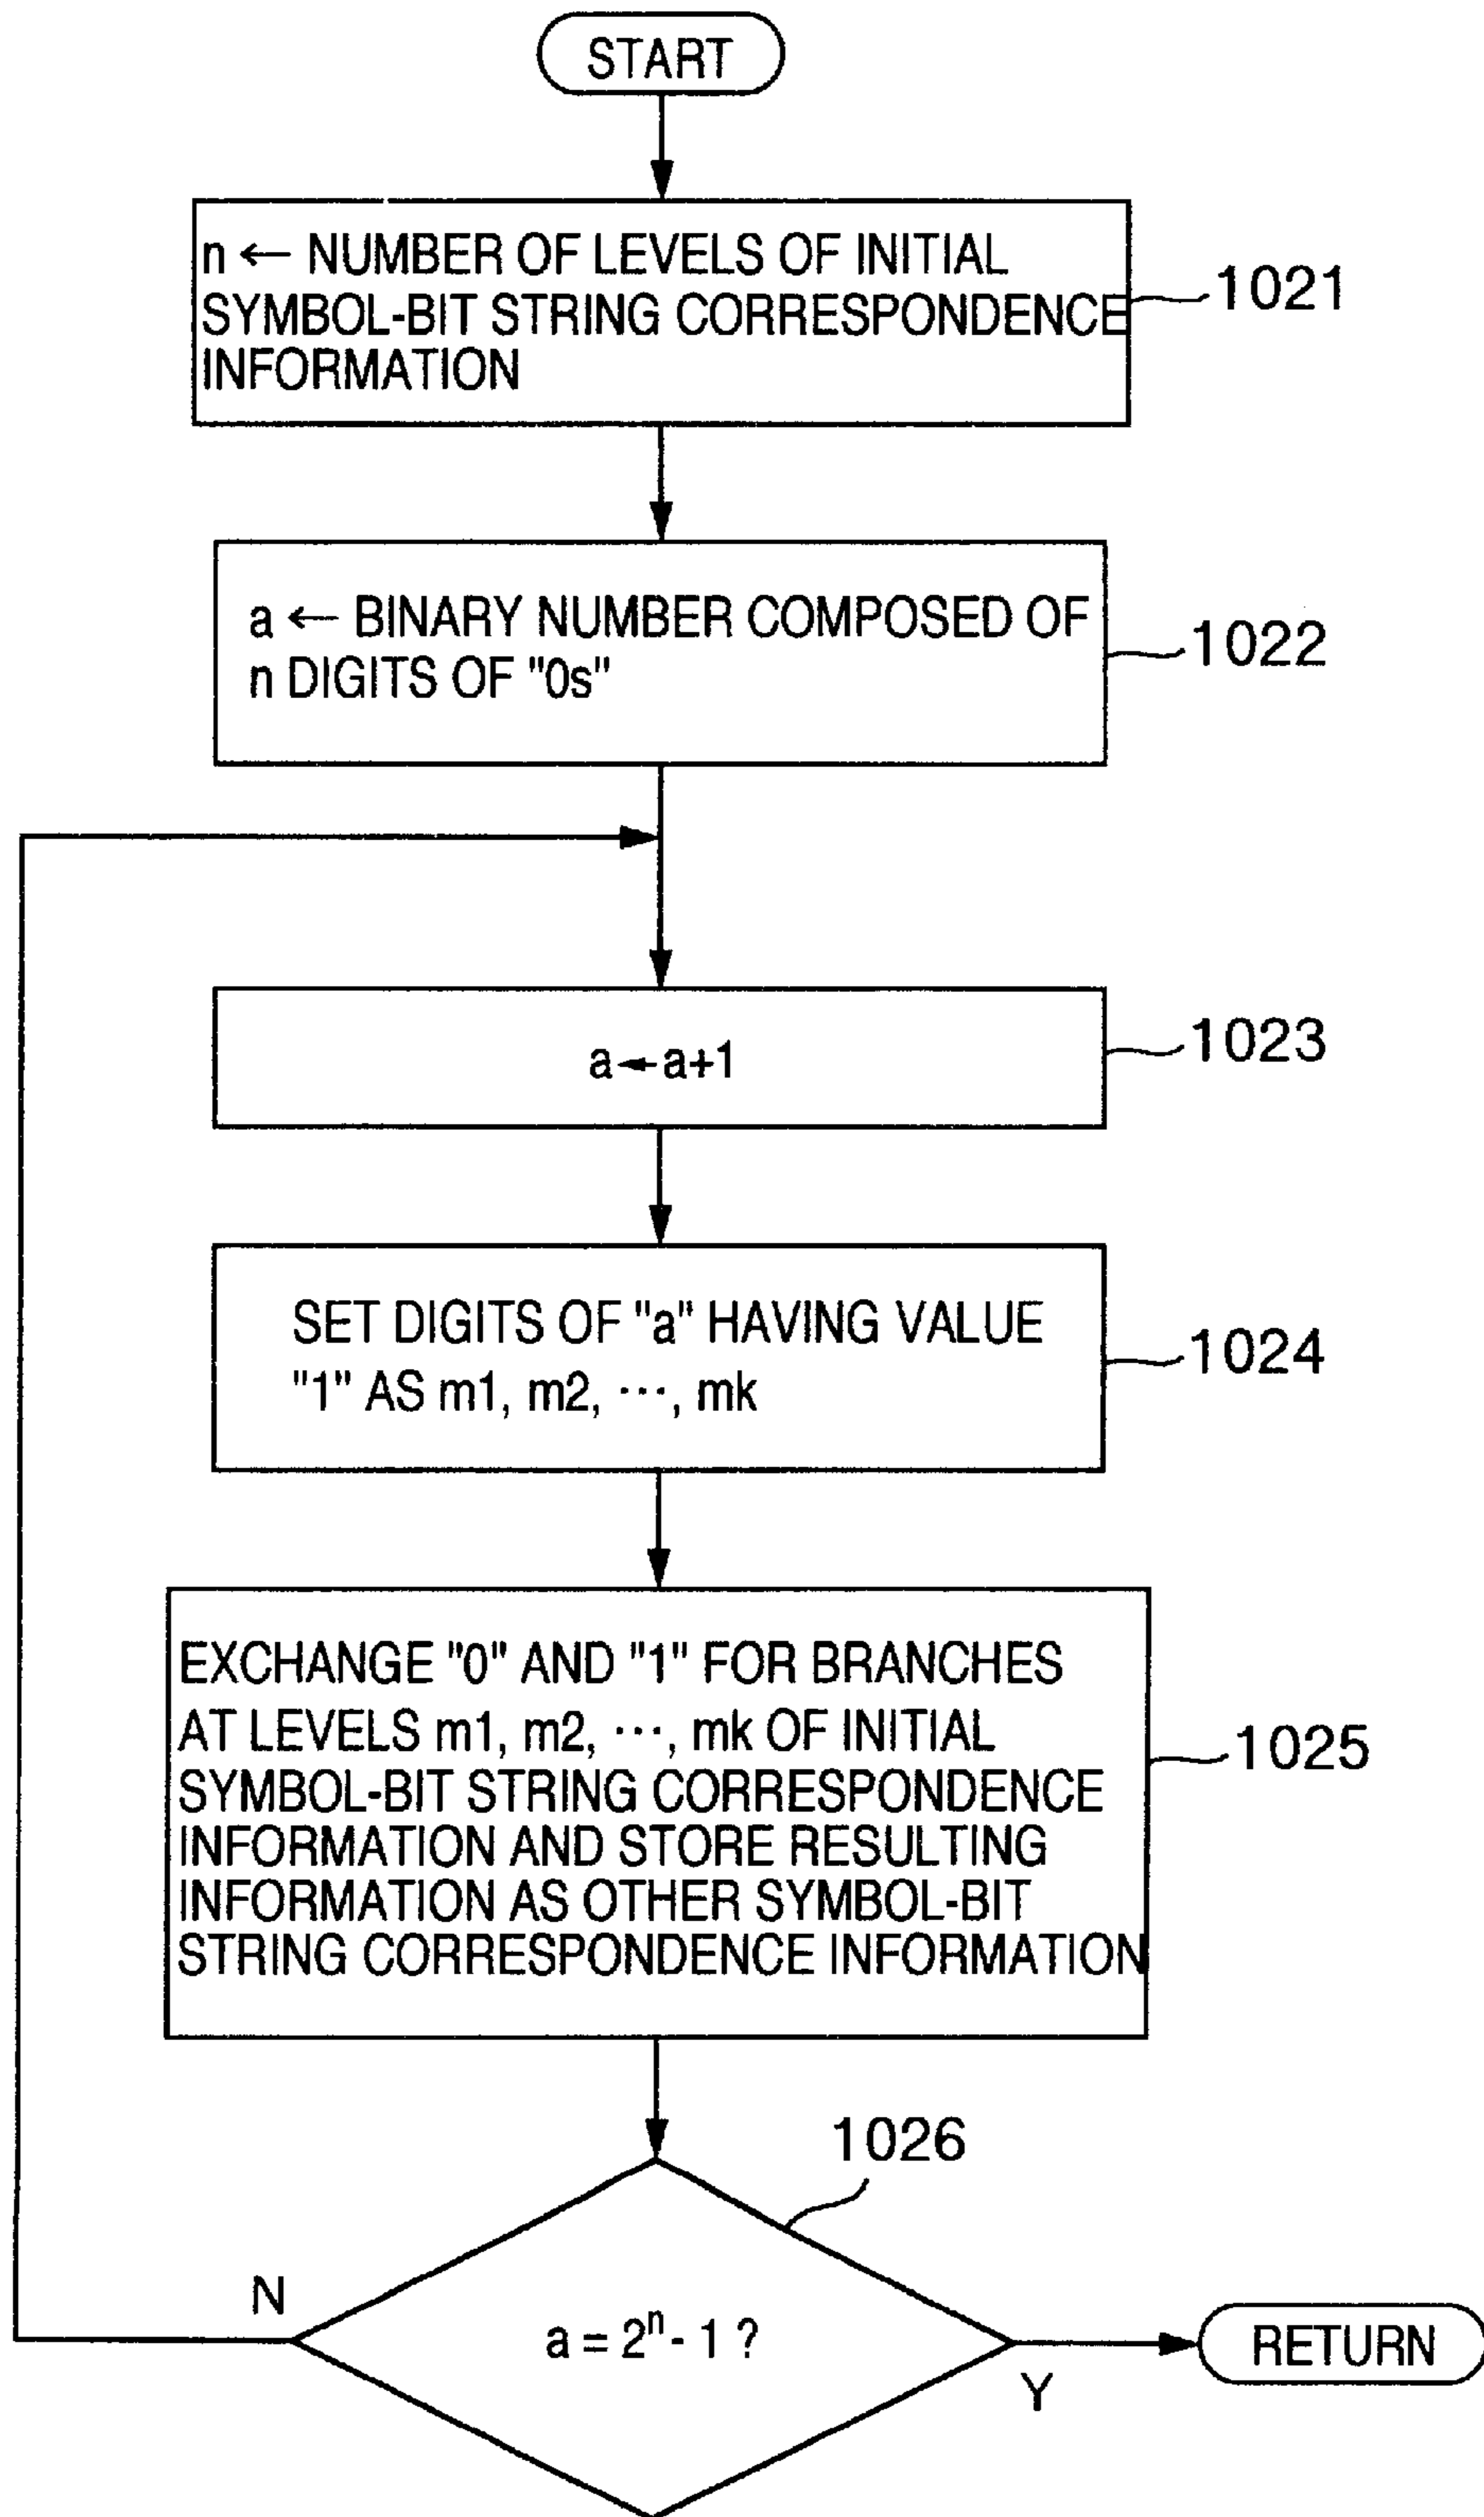 START
n ← NUMBER OF LEVELS OF INITIAL
SYMBOL-BIT STRING CORRESPONDENCE
INFORMATION
1021
a ← BINARY NUMBER COMPOSED OF
n DIGITS OF "0s"
1022
a←a+1
1023
SET DIGITS OF "a" HAVING VALUE
"1" AS m1, m2, ···, mk
1024
EXCHANGE "0" AND "1" FOR BRANCHES
AT LEVELS m1, m2, ···, mk OF INITIAL
SYMBOL-BIT STRING CORRESPONDENCE
INFORMATION AND STORE RESULTING
INFORMATION AS OTHER SYMBOL-BIT
STRING CORRESPONDENCE INFORMATION
1025
1026
N
a = 2ⁿ - 1 ?
Y
RETURN